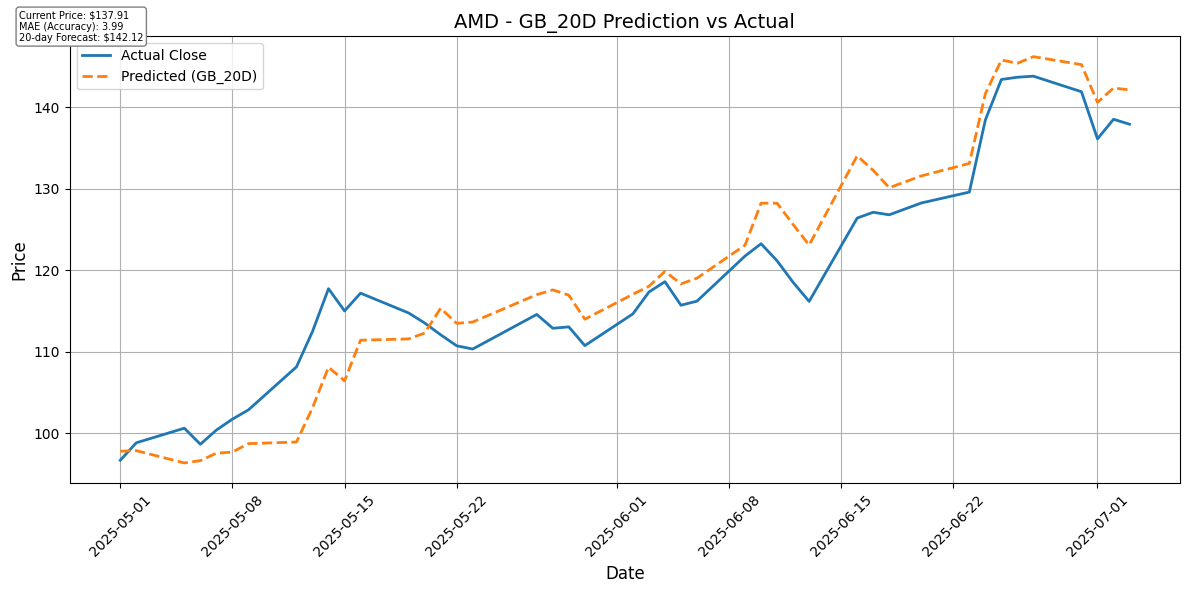 AMD - GB_20D Prediction vs Actual
Current Price: $137.91
MAE (Accuracy): 3.99
20-day Forecast: $142.12
Actual Close
Predicted (GB_20D)
Price
140
130
120
110
100
2025-05-01
2025-05-08
2025-05-15
2025-05-22
2025-06-01
2025-06-08
2025-06-15
2025-06-22
2025-07-01
Date